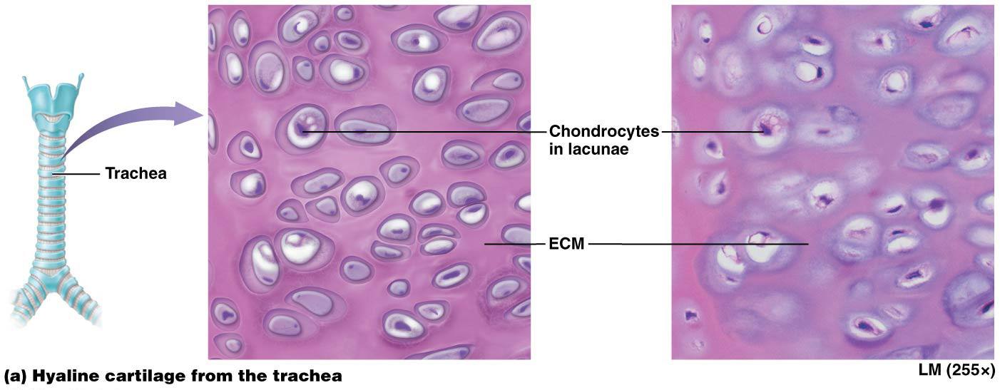 Trachea
Chondrocytes
in lacunae
ECM
(a) Hyaline cartilage from the trachea
LM (255×)